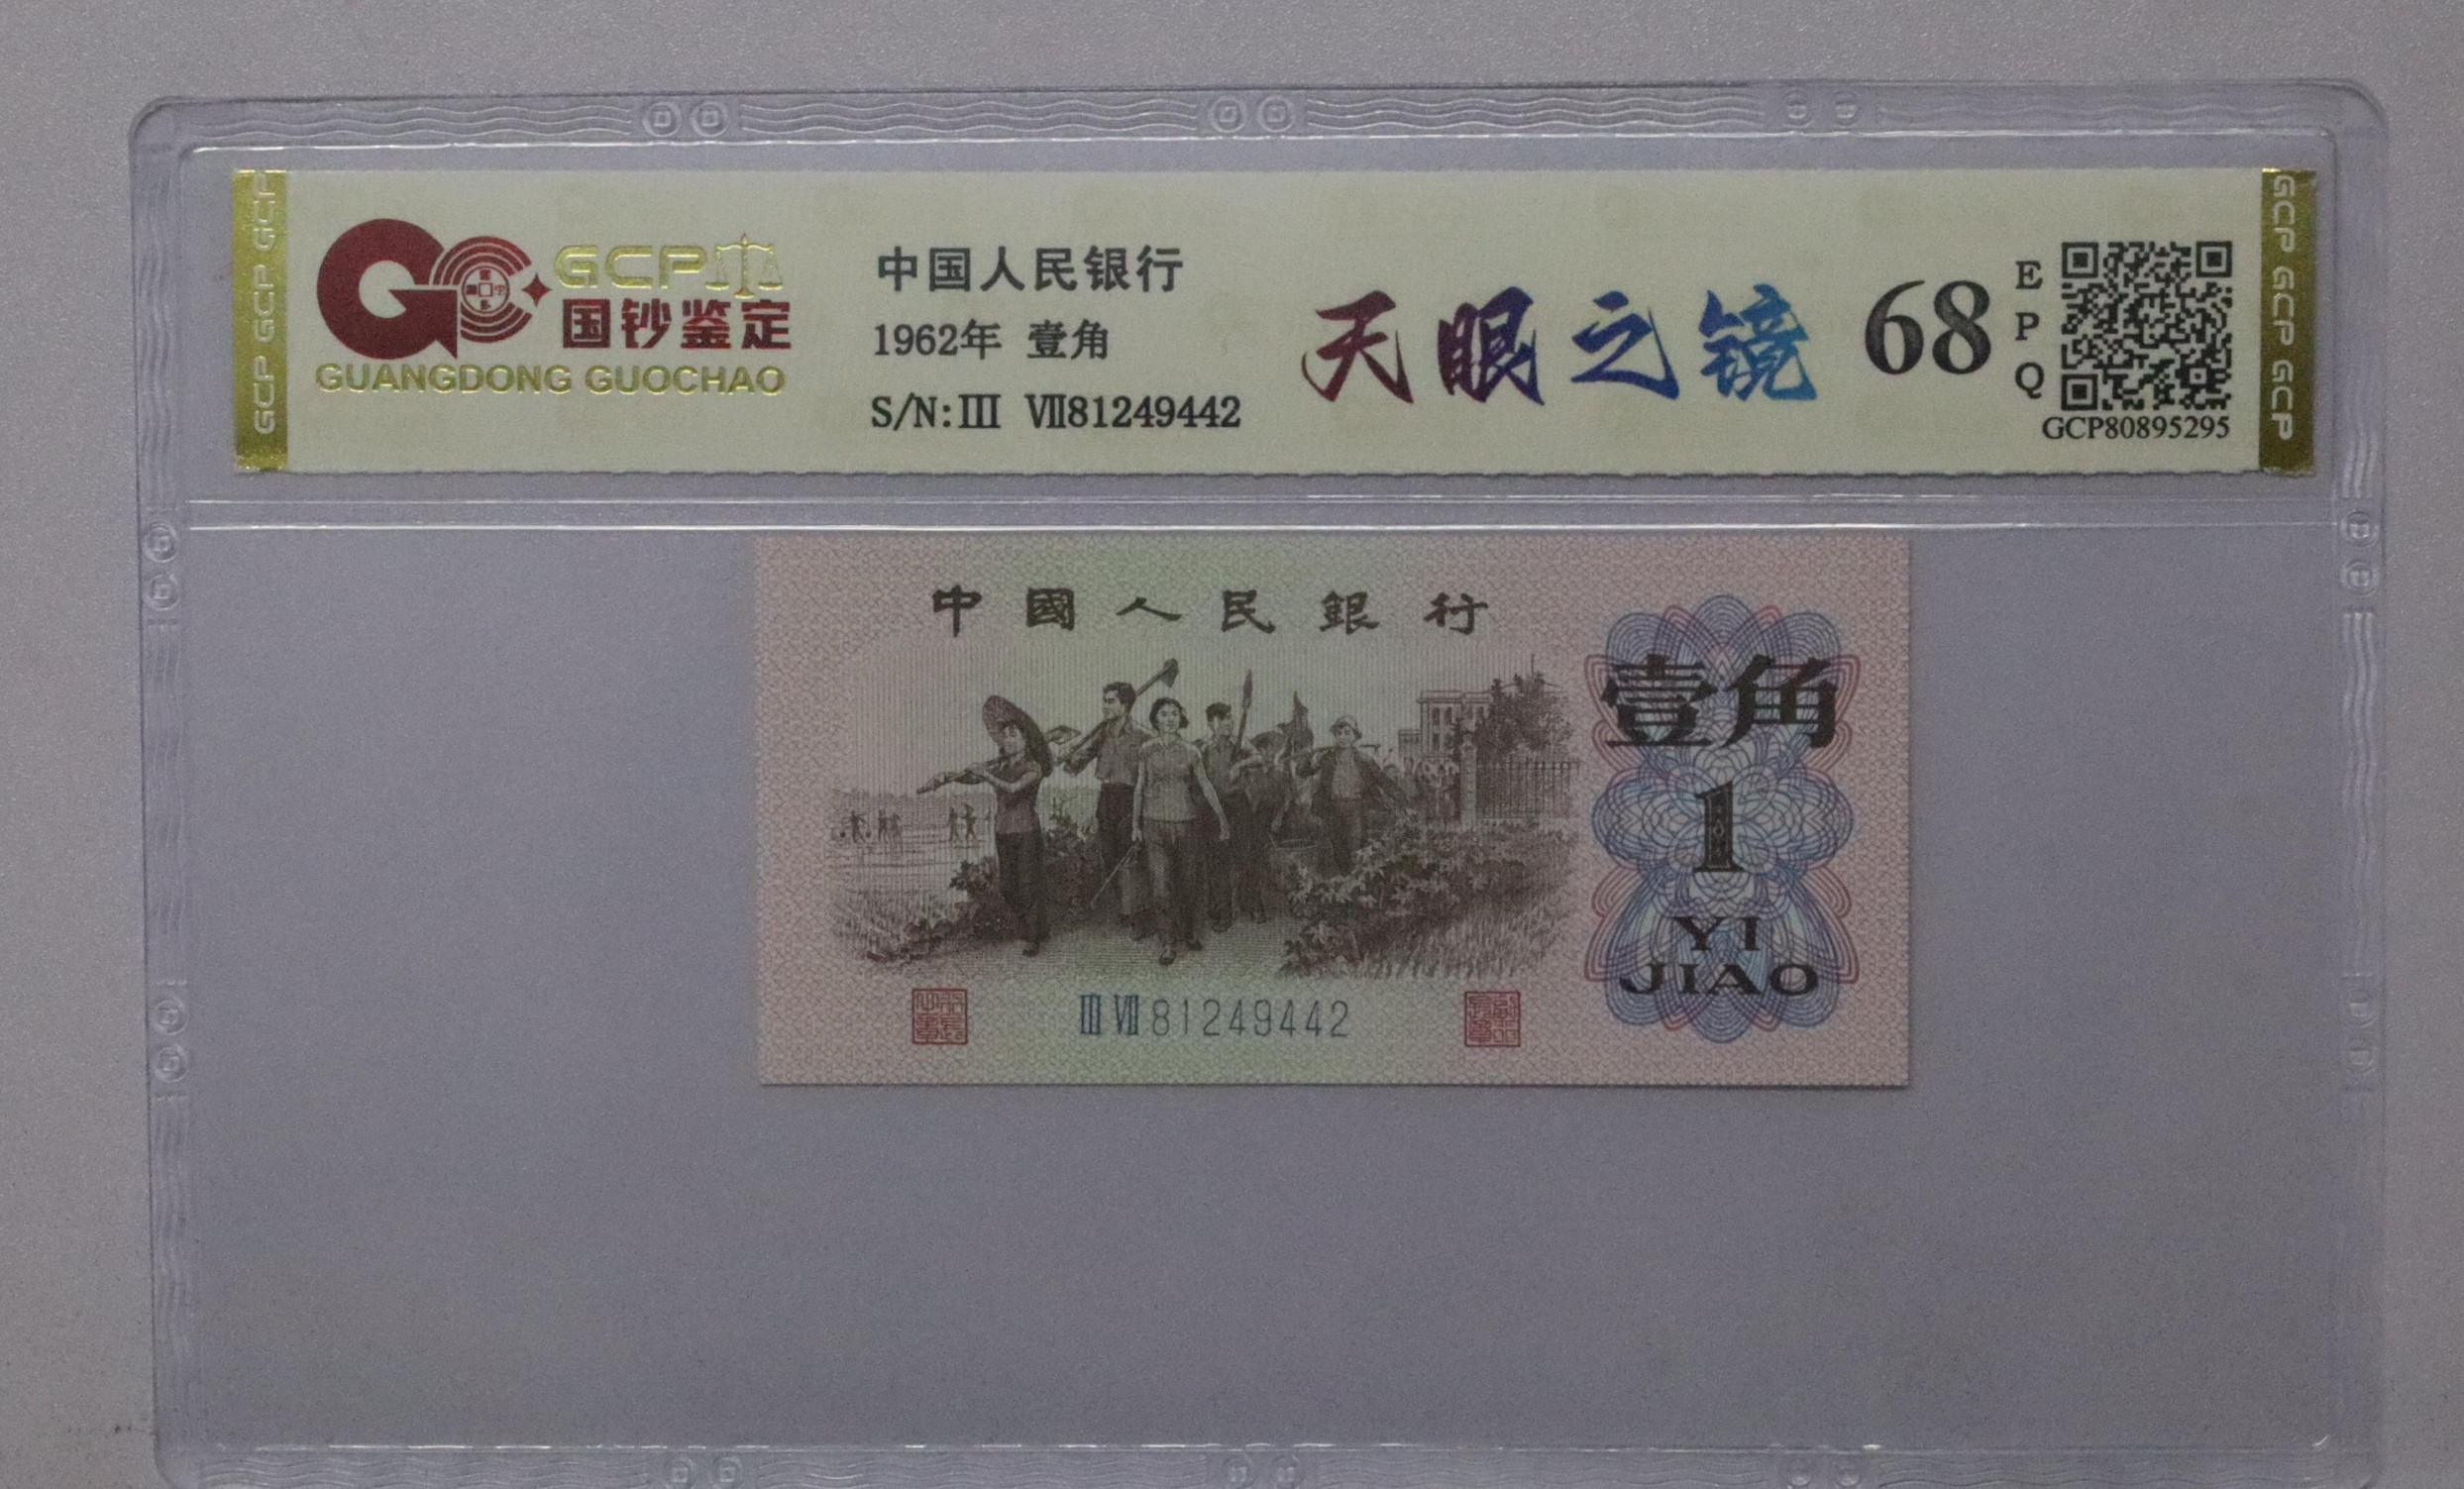 GCP GCP GCP
GCP
国钞鉴定
GUANGDONG GUOCHAO
中国人民银行
1962年 壹角
S/N:III VII81249442
天眼之镜
68
EPQ
GCP80895295
GCP GCP GCP
中國人民銀行
壹角
1
YI
JIAO
III VII 81249442